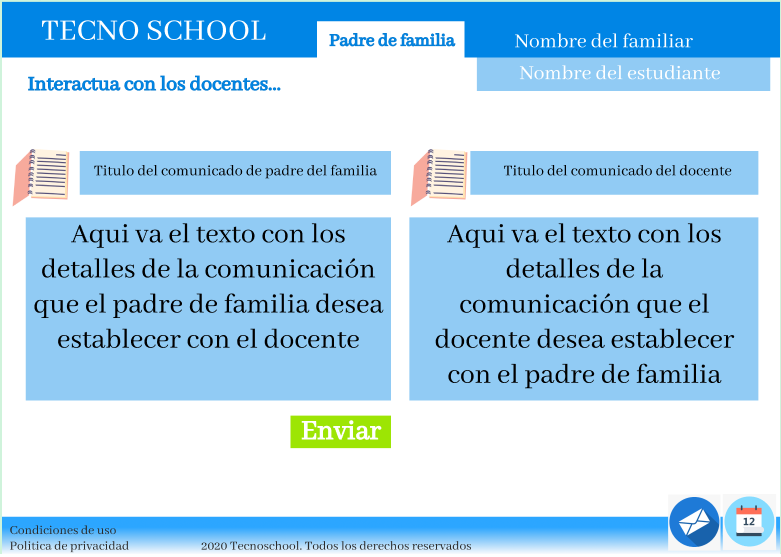 TECNO SCHOOL
Padre de familia
Nombre del familiar
Nombre del estudiante
Interactua con los docentes...
Titulo del comunicado de padre del familia
Titulo del comunicado del docente
Aqui va el texto con los
detalles de la comunicación
que el padre de familia desea
establecer con el docente
Aqui va el texto con los
detalles de la
comunicación que el
docente desea establecer
con el padre de familia
Enviar
12
Condiciones de uso
Politica de privacidad
2020 Tecnoschool. Todos los derechos reservados